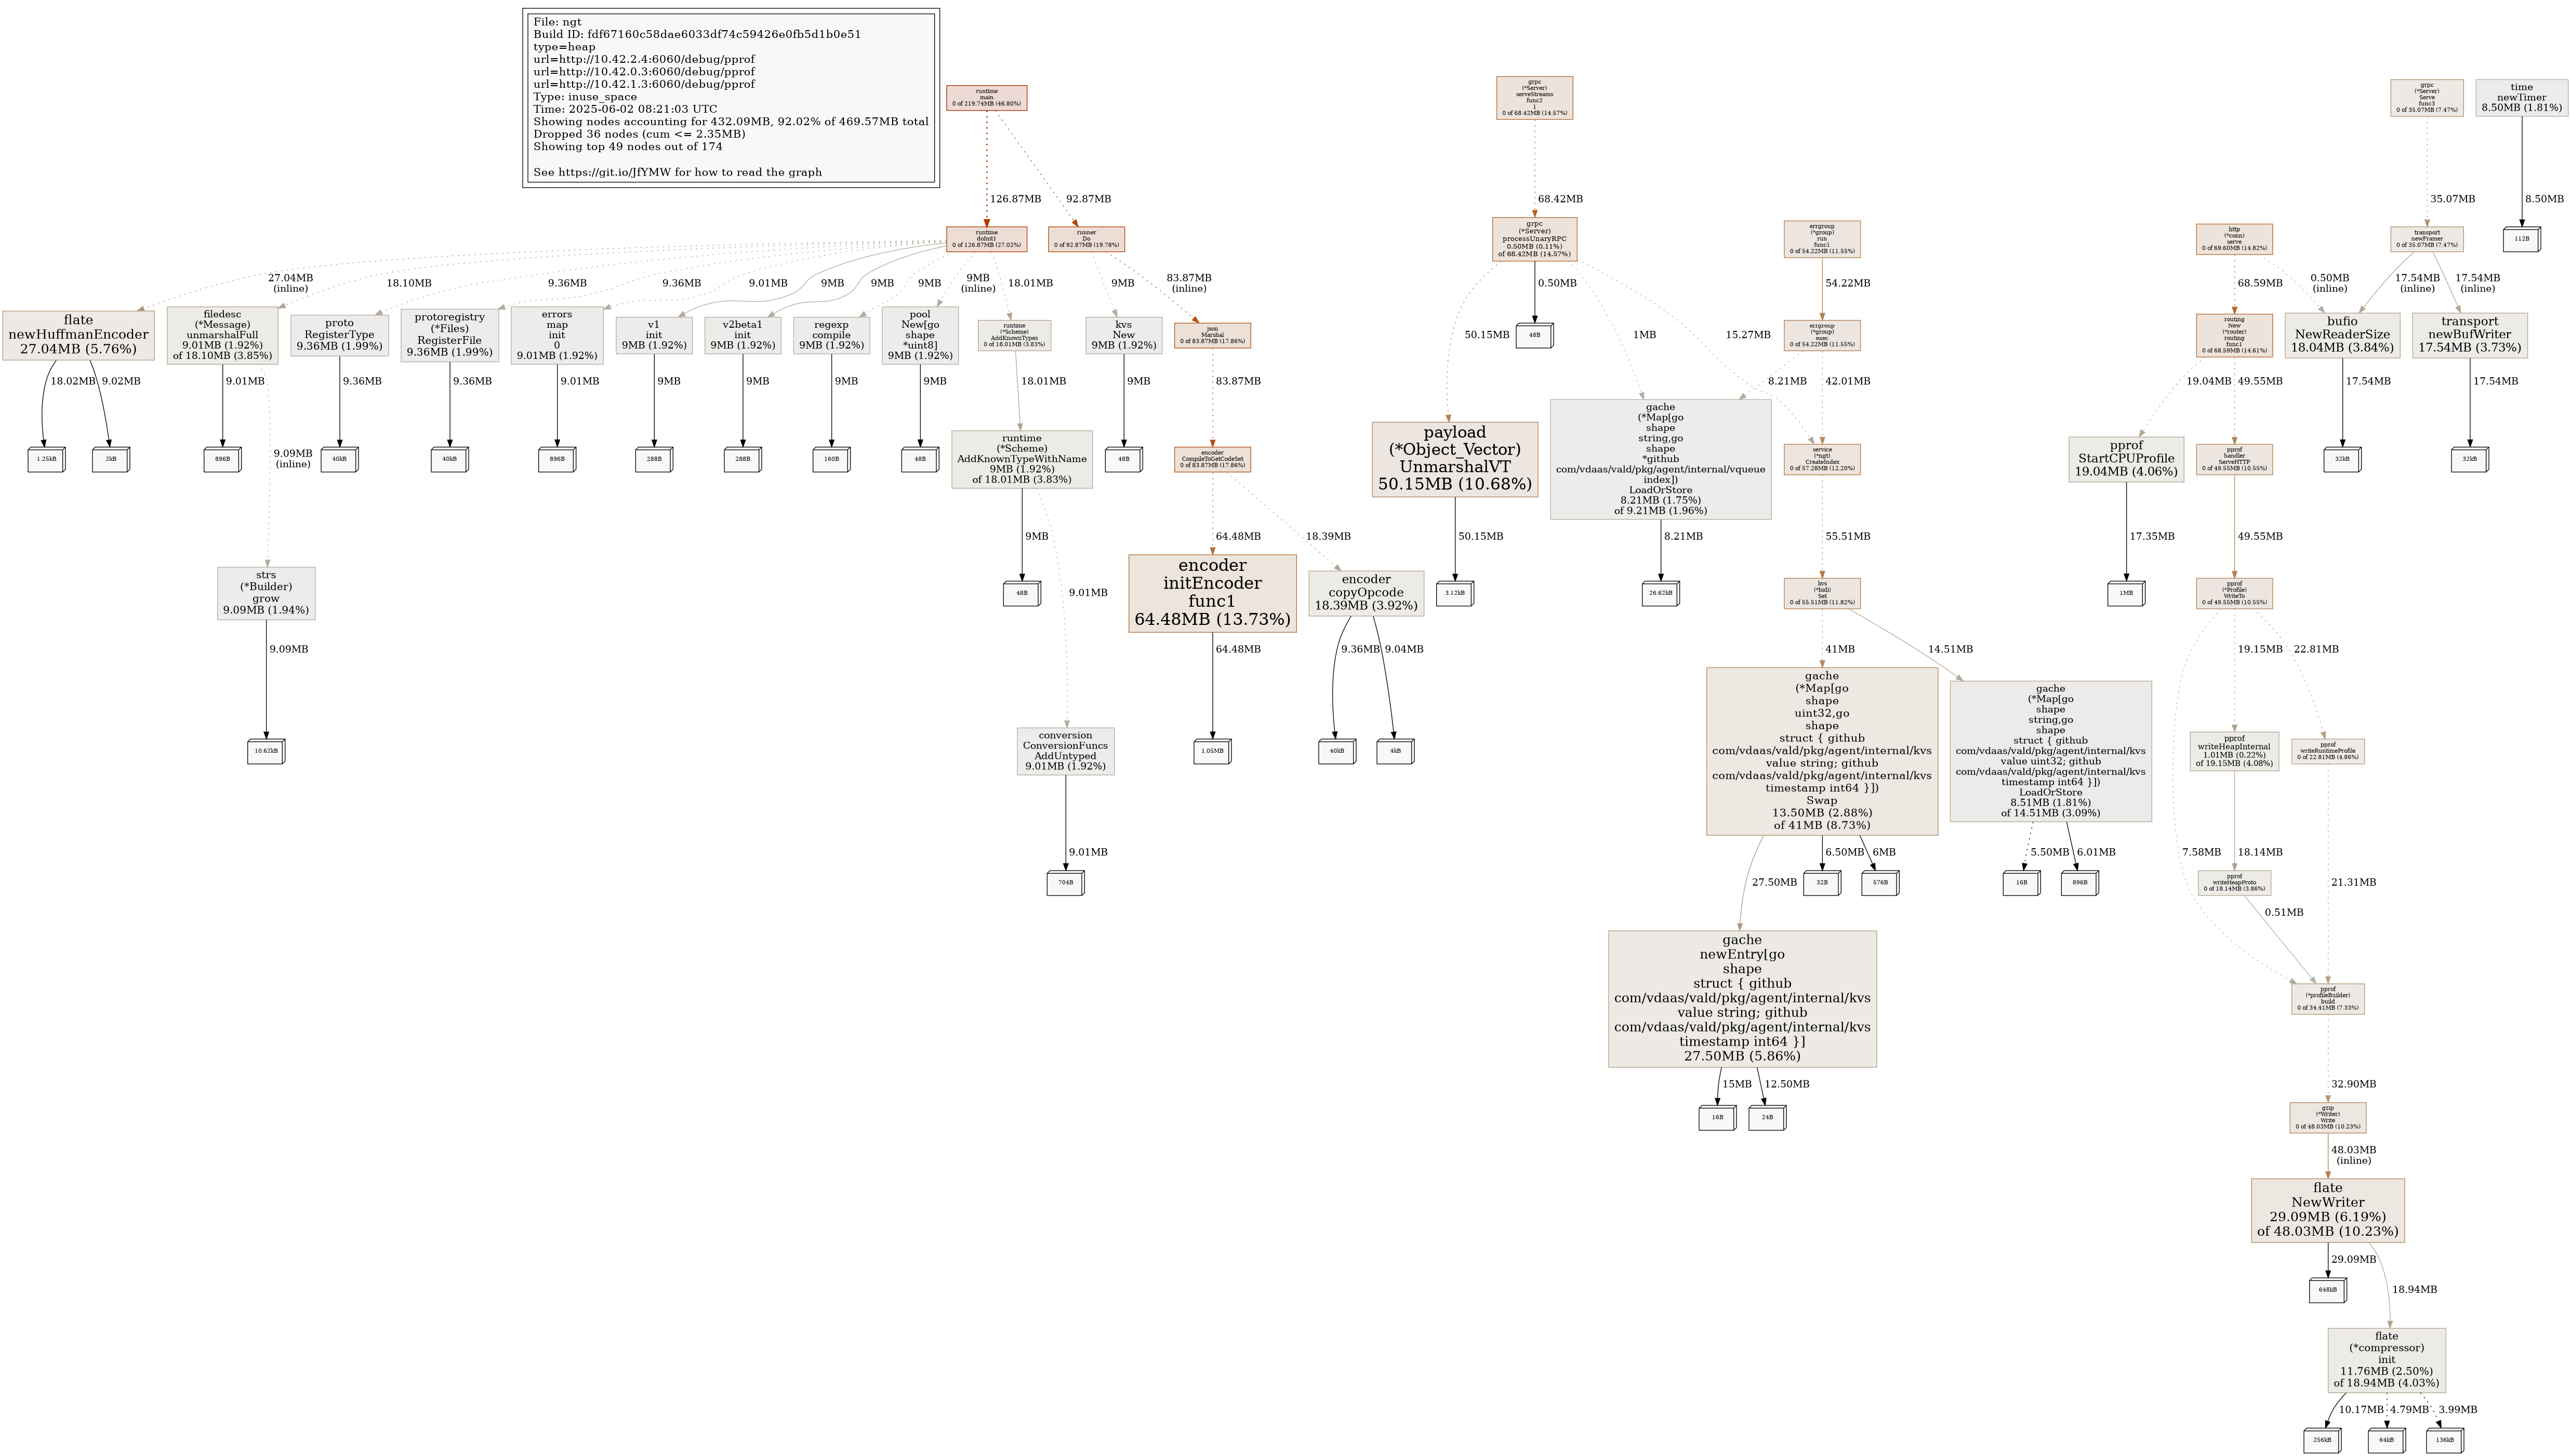 File: ngt
Build ID: fdf67160c58dae6033df74c59426e0fb5d1b0e51
type=heap
url=http://10.42.2.4:6060/debug/pprof
url=http://10.42.0.3:6060/debug/pprof
url=http://10.42.1.3:6060/debug/pprof
Type: inuse_space
Time: 2025-06-02 08:21:03 UTC
Showing nodes accounting for 432.09MB, 92.02% of 469.57MB total
Dropped 36 nodes (cum <= 2.35MB)
Showing top 49 nodes out of 174
See https://git.io/JfYMW for how to read the graph
runtime
main
0 of 219.74MB (46.80%)
126.87MB
92.87MB
runtime
doInit1
0 of 126.87MB (27.02%)
runner
Do
0 of 92.87MB (19.78%)
27.04MB
(inline)
18.10MB
9.36MB
9.36MB
9.01MB
9MB
9MB
9MB
9MB
(inline)
18.01MB
9MB
83.87MB
(inline)
flate
newHuffmanEncoder
27.04MB (5.76%)
18.02MB
9.02MB
1.25kB
2kB
filedesc
(*Message)
unmarshalFull
9.01MB (1.92%)
of 18.10MB (3.85%)
9.01MB
896B
9.09MB
(inline)
strs
(*Builder)
grow
9.09MB (1.94%)
9.09MB
10.62kB
proto
RegisterType
9.36MB (1.99%)
9.36MB
40kB
protoregistry
(*Files)
RegisterFile
9.36MB (1.99%)
9.36MB
40kB
errors
map
init
0
9.01MB (1.92%)
9.01MB
896B
v1
init
9MB (1.92%)
9MB
288B
v2beta1
init
9MB (1.92%)
9MB
288B
regexp
compile
9MB (1.92%)
9MB
160B
pool
New[go
shape
*uint8]
9MB (1.92%)
9MB
48B
runtime
(*Scheme)
AddKnownTypes
0 of 18.01MB (3.83%)
18.01MB
runtime
(*Scheme)
AddKnownTypeWithName
9MB (1.92%)
of 18.01MB (3.83%)
9MB
48B
9.01MB
conversion
ConversionFuncs
AddUntyped
9.01MB (1.92%)
9.01MB
704B
kvs
New
9MB (1.92%)
9MB
48B
json
Marshal
0 of 83.87MB (17.86%)
83.87MB
encoder
CompileToGetCodeSet
0 of 83.87MB (17.86%)
64.48MB
18.39MB
encoder
initEncoder
func1
64.48MB (13.73%)
64.48MB
1.05MB
encoder
copyOpcode
18.39MB (3.92%)
9.36MB
9.04MB
40kB
4kB
grpc
(*Server)
serveStreams
func2
1
0 of 68.42MB (14.57%)
68.42MB
grpc
(*Server)
processUnaryRPC
0.50MB (0.11%)
of 68.42MB (14.57%)
50.15MB
0.50MB
48B
1MB
15.27MB
payload
(*Object_Vector)
UnmarshalVT
50.15MB (10.68%)
50.15MB
3.12kB
errgroup
(*group)
run
func1
0 of 54.22MB (11.55%)
54.22MB
errgroup
(*group)
exec
0 of 54.22MB (11.55%)
8.21MB
42.01MB
gache
(*Map[go
shape
string,go
shape
*github
com/vdaas/vald/pkg/agent/internal/vqueue
index])
LoadOrStore
8.21MB (1.75%)
of 9.21MB (1.96%)
8.21MB
26.62kB
service
(*ngt)
CreateIndex
0 of 57.28MB (12.20%)
55.51MB
kvs
(*bidi)
Set
0 of 55.51MB (11.82%)
41MB
14.51MB
gache
(*Map[go
shape
uint32,go
shape
struct { github
com/vdaas/vald/pkg/agent/internal/kvs
value string; github
com/vdaas/vald/pkg/agent/internal/kvs
timestamp int64 }])
Swap
13.50MB (2.88%)
of 41MB (8.73%)
27.50MB
6.50MB
6MB
32B
576B
gache
(*Map[go
shape
string,go
shape
struct { github
com/vdaas/vald/pkg/agent/internal/kvs
value uint32; github
com/vdaas/vald/pkg/agent/internal/kvs
timestamp int64 }])
LoadOrStore
8.51MB (1.81%)
of 14.51MB (3.09%)
5.50MB
6.01MB
16B
896B
gache
newEntry[go
shape
struct { github
com/vdaas/vald/pkg/agent/internal/kvs
value string; github
com/vdaas/vald/pkg/agent/internal/kvs
timestamp int64 }]
27.50MB (5.86%)
15MB
12.50MB
16B
24B
http
(*conn)
serve
0 of 69.60MB (14.82%)
68.59MB
0.50MB
(inline)
routing
New
(*router)
routing
func1
0 of 68.59MB (14.61%)
19.04MB
49.55MB
pprof
StartCPUProfile
19.04MB (4.06%)
17.35MB
1MB
pprof
handler
ServeHTTP
0 of 49.55MB (10.55%)
49.55MB
pprof
(*Profile)
WriteTo
0 of 49.55MB (10.55%)
7.58MB
19.15MB
22.81MB
pprof
writeHeapInternal
1.01MB (0.22%)
of 19.15MB (4.08%)
18.14MB
pprof
writeRuntimeProfile
0 of 22.81MB (4.86%)
21.31MB
pprof
writeHeapProto
0 of 18.14MB (3.86%)
0.51MB
pprof
(*profileBuilder)
build
0 of 34.41MB (7.33%)
32.90MB
gzip
(*Writer)
Write
0 of 48.03MB (10.23%)
48.03MB
(inline)
flate
NewWriter
29.09MB (6.19%)
of 48.03MB (10.23%)
29.09MB
648kB
18.94MB
flate
(*compressor)
init
11.76MB (2.50%)
of 18.94MB (4.03%)
10.17MB
4.79MB
3.99MB
256kB
64kB
136kB
grpc
(*Server)
Serve
func3
0 of 35.07MB (7.47%)
35.07MB
transport
newFramer
0 of 35.07MB (7.47%)
17.54MB
(inline)
17.54MB
(inline)
bufio
NewReaderSize
18.04MB (3.84%)
17.54MB
32kB
transport
newBufWriter
17.54MB (3.73%)
17.54MB
32kB
time
newTimer
8.50MB (1.81%)
8.50MB
112B